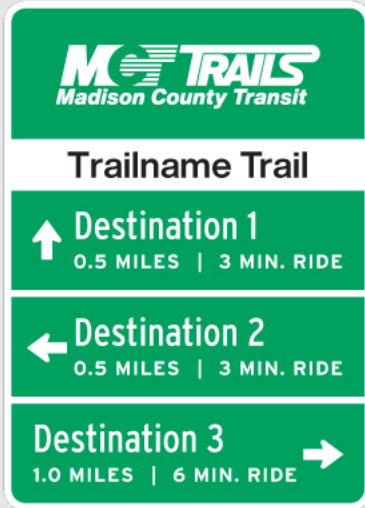 MCT TRAILS
Madison County Transit
Trailname Trail
Destination 1
0.5 MILES | 3 MIN. RIDE
Destination 2
0.5 MILES | 3 MIN. RIDE
Destination 3
1.0 MILES | 6 MIN. RIDE